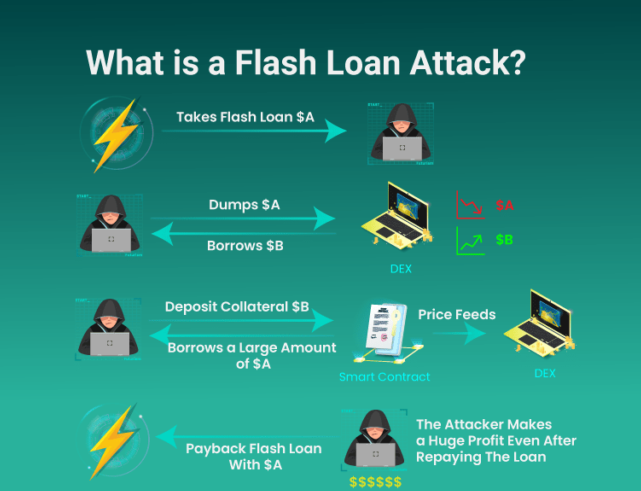 What is a Flash Loan Attack?
Takes Flash Loan $A
Dumps $A
Borrows $B
$A
$B
DEX
Deposit Collateral $B
Borrows a Large Amount
of $A
Smart Contract
Price Feeds
DEX
Payback Flash Loan
With $A
The Attacker Makes
a Huge Profit Even After
Repaying The Loan
$$$$$$